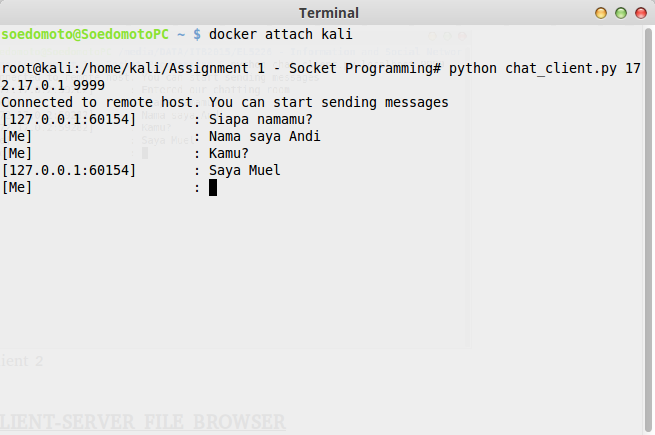 Terminal
soedomoto@SoedomotoPC ~ $ docker attach kali
root@kali:/home/kali/Assignment 1 - Socket Programming# python chat_client.py 17
2.17.0.1 9999
Connected to remote host. You can start sending messages
[127.0.0.1:60154] : Siapa namamu?
[Me] : Nama saya Andi
[Me] : Kamu?
[127.0.0.1:60154] : Saya Muel
[Me] :
ient 2
LIENT-SERVER FILE BROWSER